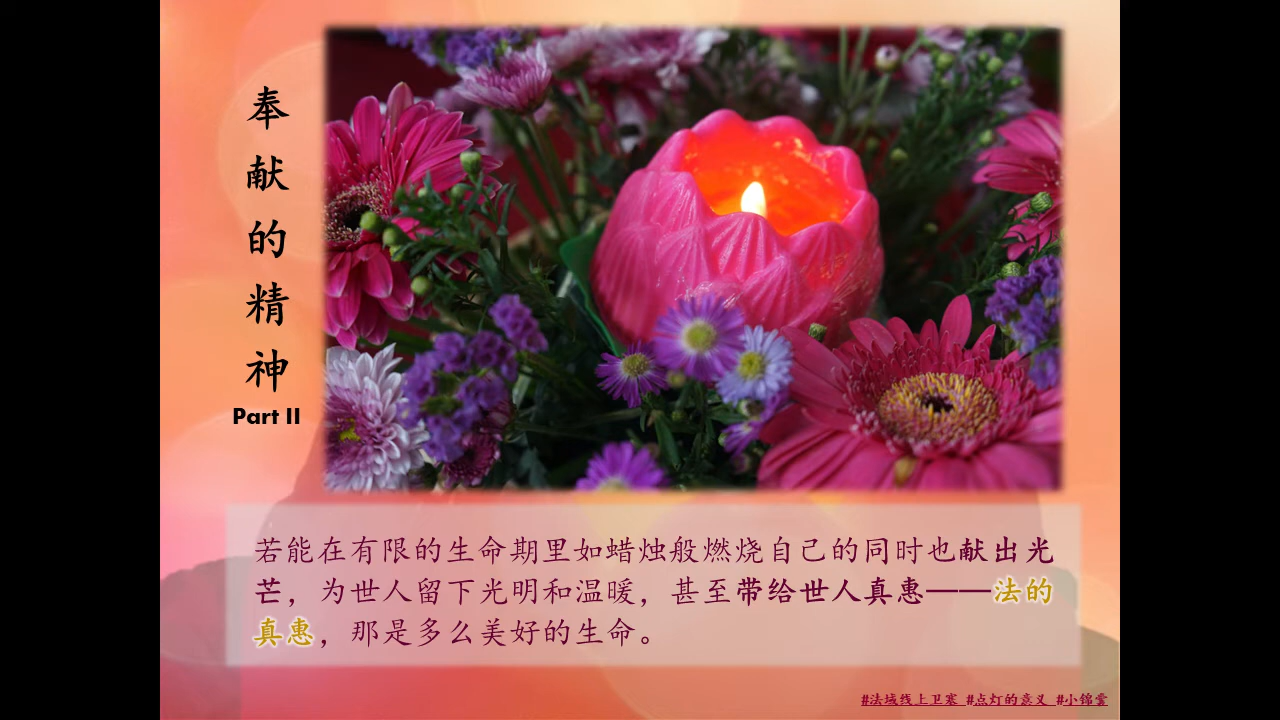 奉献的精神
Part II
若能在有限的生命期里如蜡烛般燃烧自己的同时也献出光
芒，为世人留下光明和温暖，甚至带给世人真惠——法的
真惠，那是多么美好的生命。
#法域线上卫塞 #点灯的意义 #小锦囊